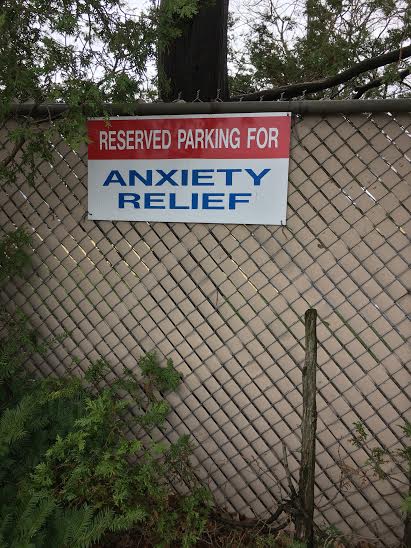 RESERVED PARKING FOR
ANXIETY
RELIEF